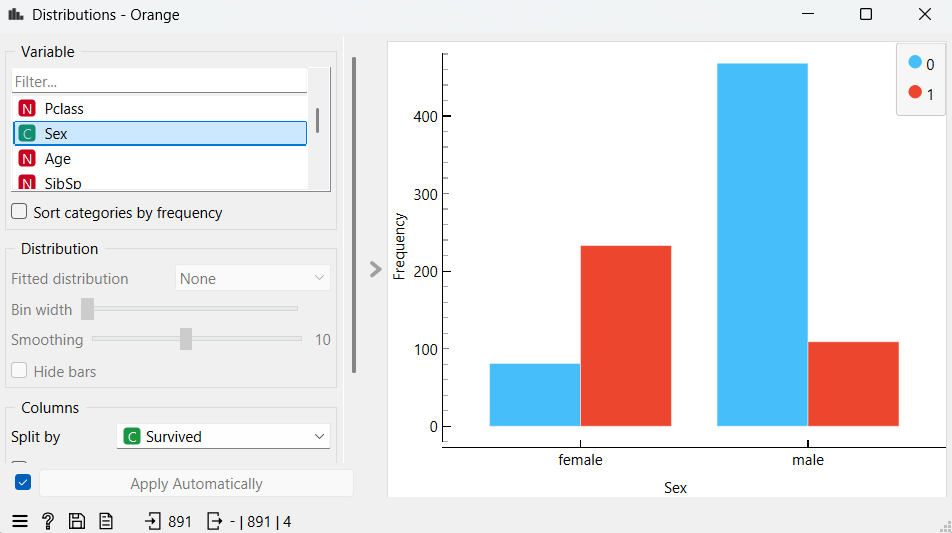 Distributions - Orange
Variable
Filter...
N Pclass
C Sex
N Age
N SibSp
Sort categories by frequency
Distribution
Fitted distribution None
Bin width
Smoothing 10
Hide bars
Columns
Split by C Survived
Apply Automatically
? 891 - | 891 | 4
0
1
400
300
200
100
0
Frequency
female male
Sex